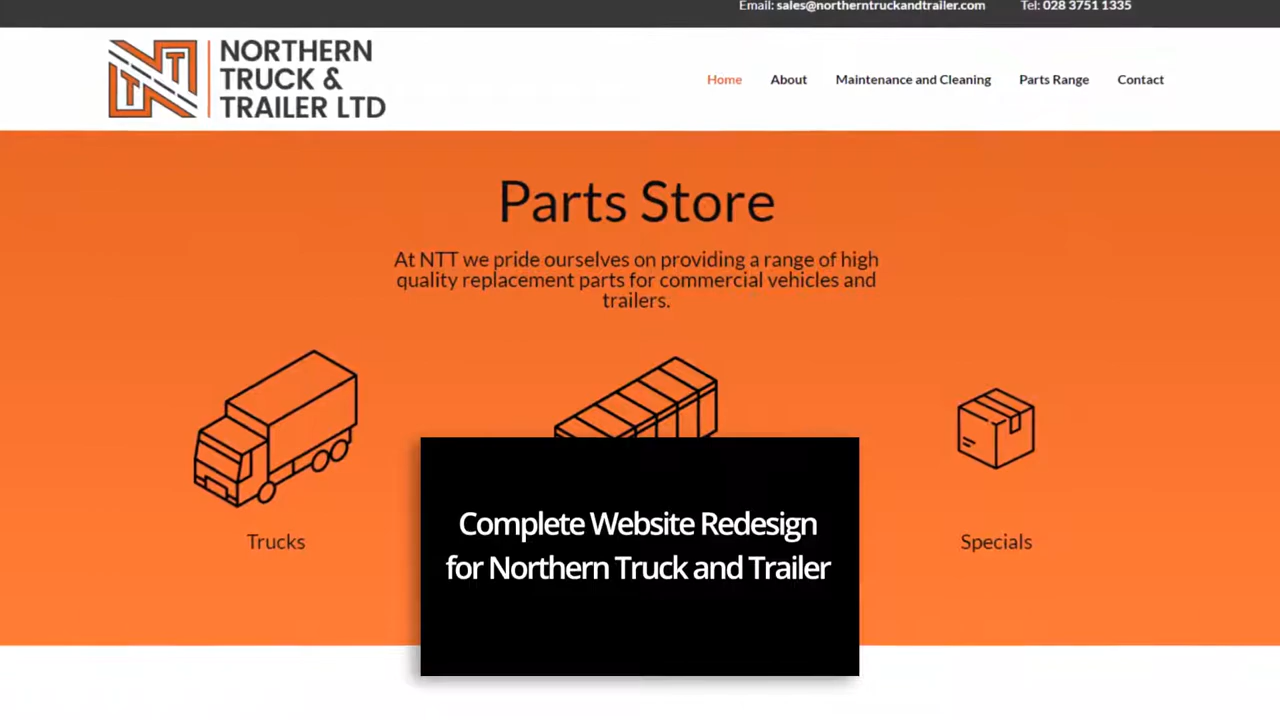 Email: sales@northerntruckandtrailer.com Tel: 028 3751 1335
NORTHERN
TRUCK &
TRAILER LTD
Home About Maintenance and Cleaning Parts Range Contact
Parts Store
At NTT we pride ourselves on providing a range of high
quality replacement parts for commercial vehicles and
trailers.
Trucks
Specials
Complete Website Redesign
for Northern Truck and Trailer